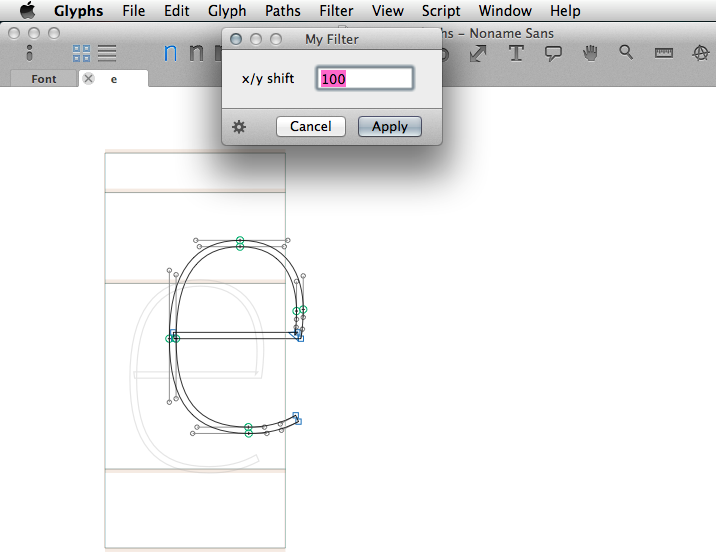 Glyphs File Edit Glyph Paths Filter View Script Window Help
My Filter
hs – Noname Sans
n n T
Font e
x/y shift 100
Cancel Apply